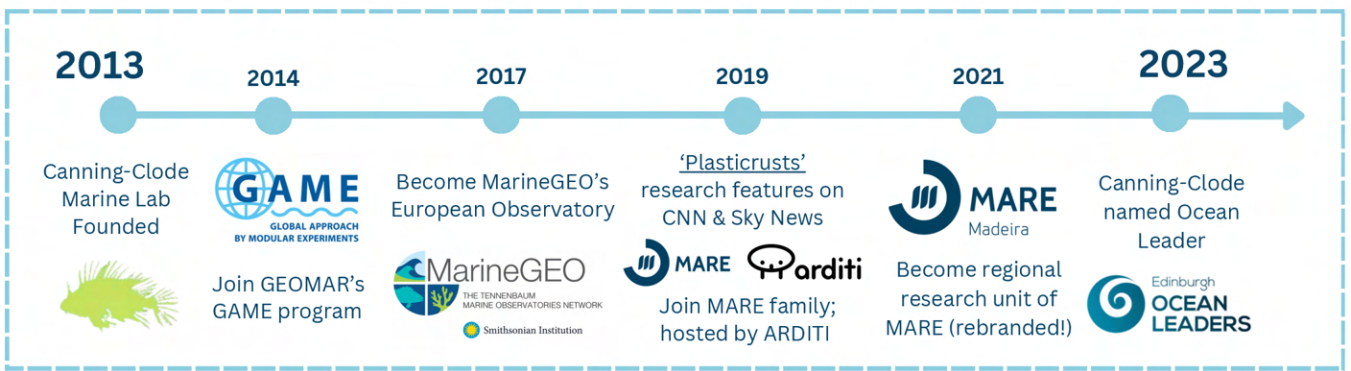 2013
Canning-Clode
Marine Lab
Founded
2014
GAME
GLOBAL APPROACH
BY MODULAR EXPERIMENTS
Join GEOMAR's
GAME program
2017
Become MarineGEO's
European Observatory
MarineGEO
THE TENNENBAUM
MARINE OBSERVATORIES NETWORK
Smithsonian Institution
2019
'Plasticrusts'
research features on
CNN & Sky News
MARE
arditi
Join MARE family;
hosted by ARDITI
2021
MARE
Madeira
Become regional
research unit of
MARE (rebranded!)
2023
Canning-Clode
named Ocean
Leader
Edinburgh
OCEAN
LEADERS